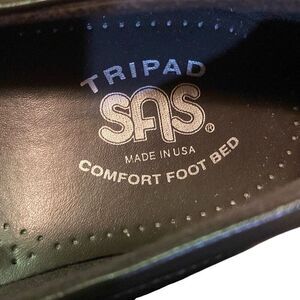 TRIPAD
SAS®
MADE IN USA
COMFORT FOOT BED